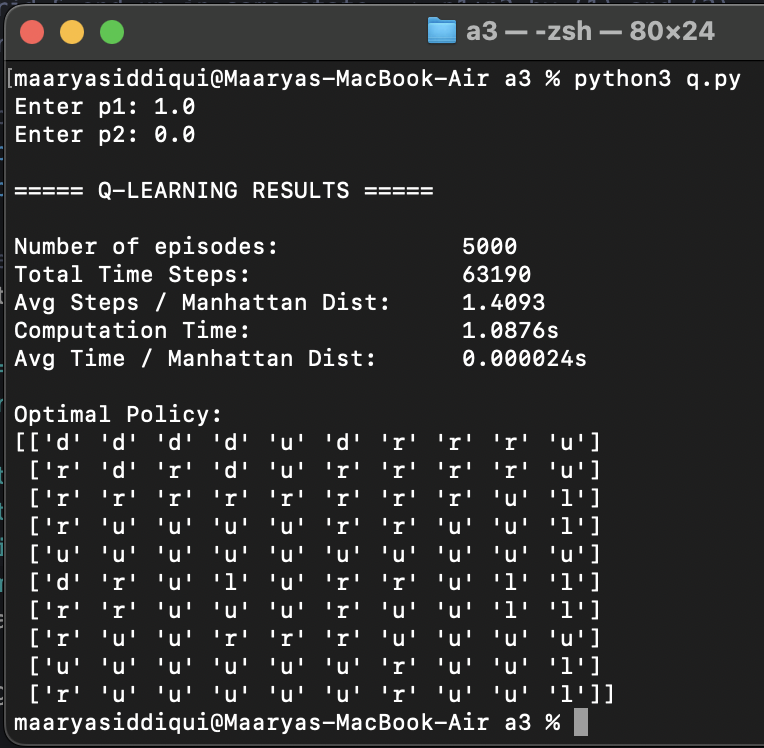 a3 — -zsh — 80×24
[maaryasiddiqui@Maaryas-MacBook-Air a3 % python3 q.py
Enter p1: 1.0
Enter p2: 0.0
===== Q-LEARNING RESULTS =====
Number of episodes: 5000
Total Time Steps: 63190
Avg Steps / Manhattan Dist: 1.4093
Computation Time: 1.0876s
Avg Time / Manhattan Dist: 0.000024s
Optimal Policy:
[['d' 'd' 'd' 'd' 'u' 'd' 'r' 'r' 'r' 'u']
['r' 'd' 'r' 'd' 'u' 'r' 'r' 'r' 'r' 'u']
['r' 'r' 'r' 'r' 'r' 'r' 'r' 'r' 'u' 'l']
['r' 'u' 'u' 'u' 'u' 'r' 'r' 'u' 'u' 'l']
['u' 'u' 'u' 'u' 'u' 'u' 'u' 'u' 'u' 'u']
['d' 'r' 'u' 'l' 'u' 'r' 'r' 'u' 'l' 'l']
['r' 'r' 'u' 'u' 'u' 'r' 'u' 'u' 'l' 'l']
['r' 'u' 'u' 'r' 'r' 'r' 'u' 'u' 'u' 'u']
['u' 'u' 'u' 'u' 'u' 'u' 'r' 'u' 'u' 'l']
['r' 'u' 'u' 'u' 'u' 'u' 'r' 'u' 'u' 'l']]
maaryasiddiqui@Maaryas-MacBook-Air a3 %